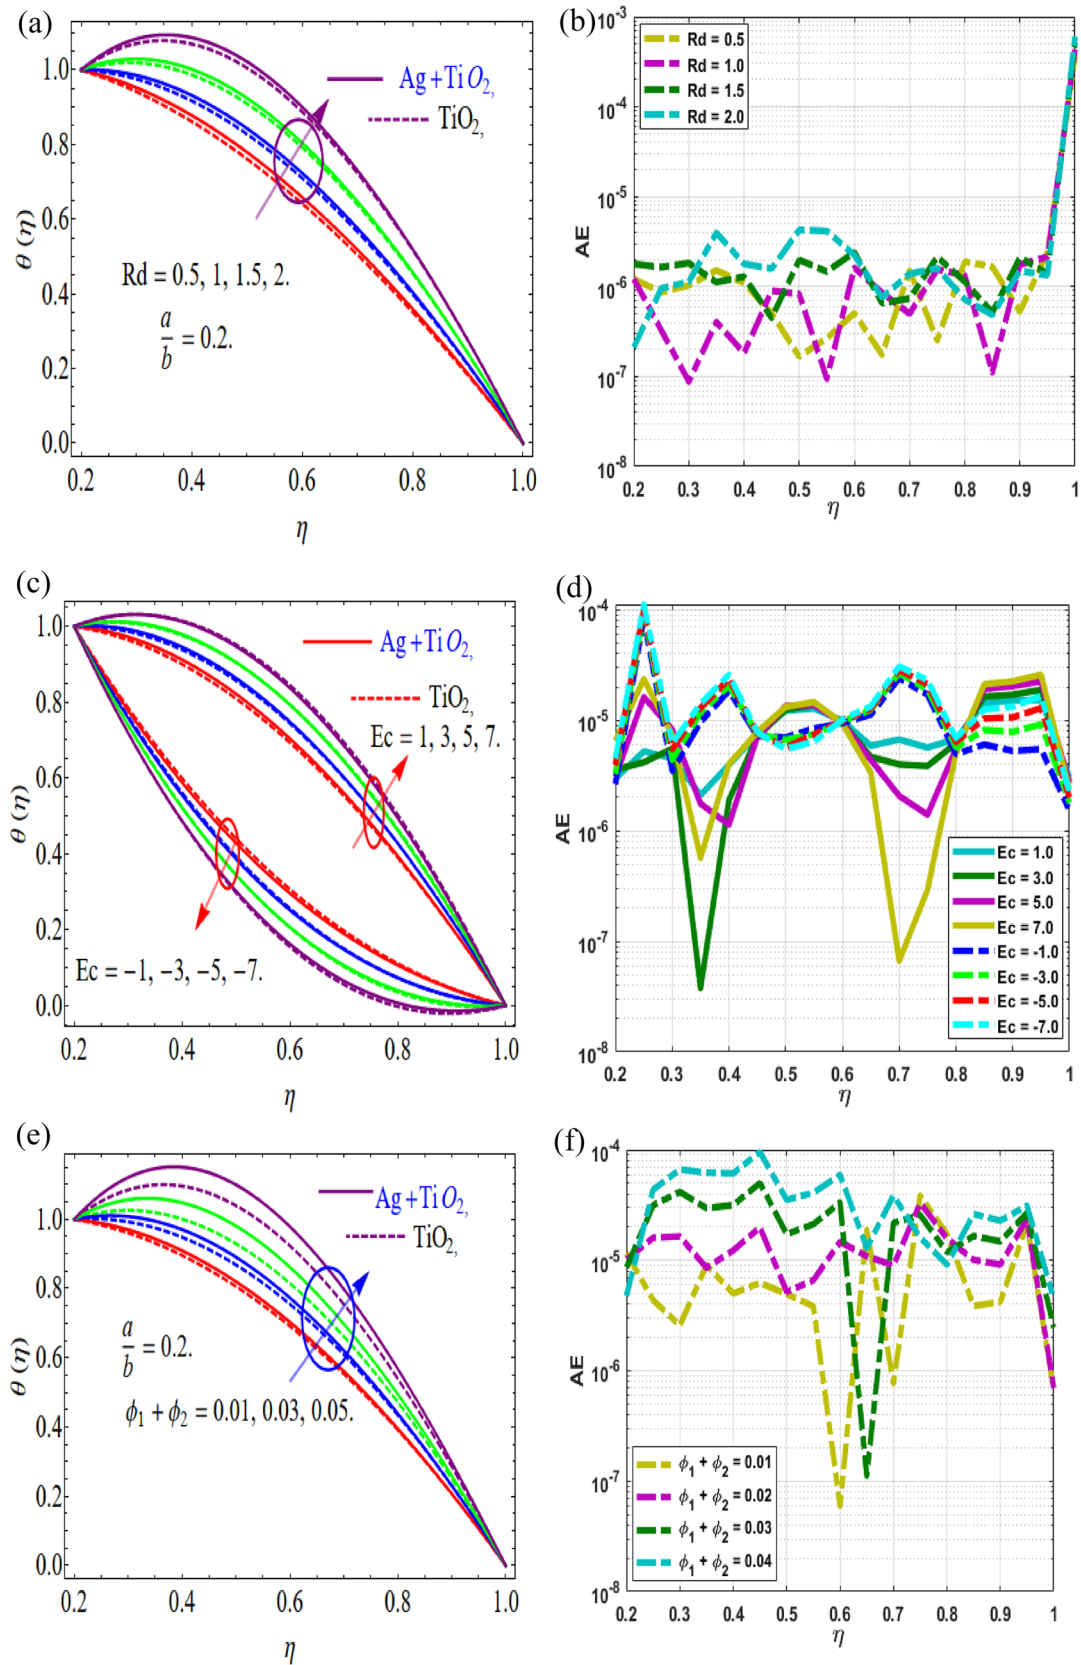 (a)
θ (η)
1.0
0.8
0.6
0.4
0.2
0.0
Ag+TiO₂,
TiO₂,
Rd = 0.5, 1, 1.5, 2.
a
b
= 0.2.
0.2 0.4 0.6 0.8 1.0
η
(b)
AE
10⁻³
10⁻⁴
10⁻⁵
10⁻⁶
10⁻⁷
10⁻⁸
Rd = 0.5
Rd = 1.0
Rd = 1.5
Rd = 2.0
0.2 0.3 0.4 0.5 0.6 0.7 0.8 0.9 1
η
(c)
θ (η)
1.0
0.8
0.6
0.4
0.2
0.0
Ag+TiO₂,
TiO₂,
Ec = 1, 3, 5, 7.
Ec = −1, −3, −5, −7.
0.2 0.4 0.6 0.8 1.0
η
(d)
AE
10⁻⁴
10⁻⁵
10⁻⁶
10⁻⁷
10⁻⁸
Ec = 1.0
Ec = 3.0
Ec = 5.0
Ec = 7.0
Ec = -1.0
Ec = -3.0
Ec = -5.0
Ec = -7.0
0.2 0.3 0.4 0.5 0.6 0.7 0.8 0.9 1
η
(e)
θ (η)
1.0
0.8
0.6
0.4
0.2
0.0
Ag+TiO₂,
TiO₂,
a
b
= 0.2.
ϕ₁ + ϕ₂ = 0.01, 0.03, 0.05.
0.2 0.4 0.6 0.8 1.0
η
(f)
AE
10⁻⁴
10⁻⁵
10⁻⁶
10⁻⁷
10⁻⁸
ϕ₁ + ϕ₂ = 0.01
ϕ₁ + ϕ₂ = 0.02
ϕ₁ + ϕ₂ = 0.03
ϕ₁ + ϕ₂ = 0.04
0.2 0.3 0.4 0.5 0.6 0.7 0.8 0.9 1
η